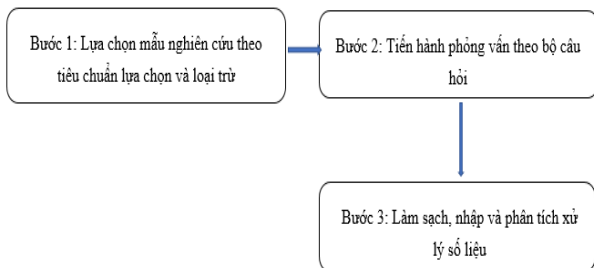 Bước 1: Lựa chọn mẫu nghiên cứu theo
tiêu chuẩn lựa chọn và loại trừ
Bước 2: Tiến hành phỏng vấn theo bộ câu
hỏi
Bước 3: Làm sạch, nhập và phân tích xử
lý số liệu